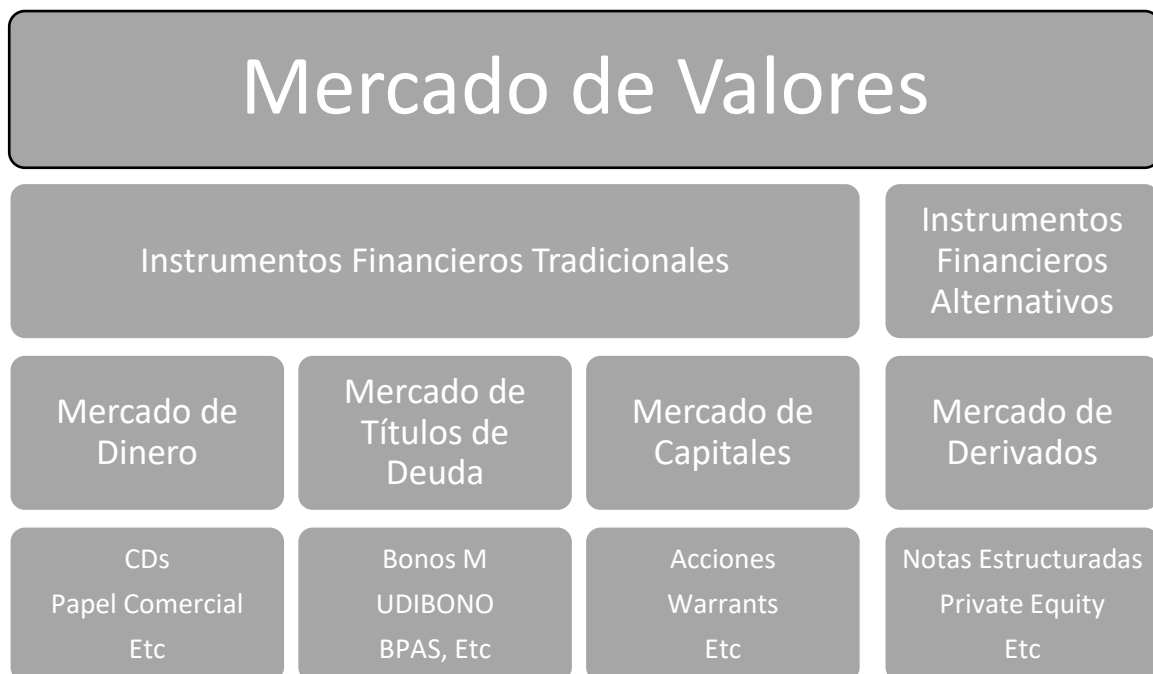 Mercado de Valores
Instrumentos Financieros Tradicionales
Instrumentos
Financieros
Alternativos
Mercado de
Dinero
Mercado de
Títulos de
Deuda
Mercado de
Capitales
Mercado de
Derivados
CDs
Papel Comercial
Etc
Bonos M
UDIBONO
BPAS, Etc
Acciones
Warrants
Etc
Notas Estructuradas
Private Equity
Etc